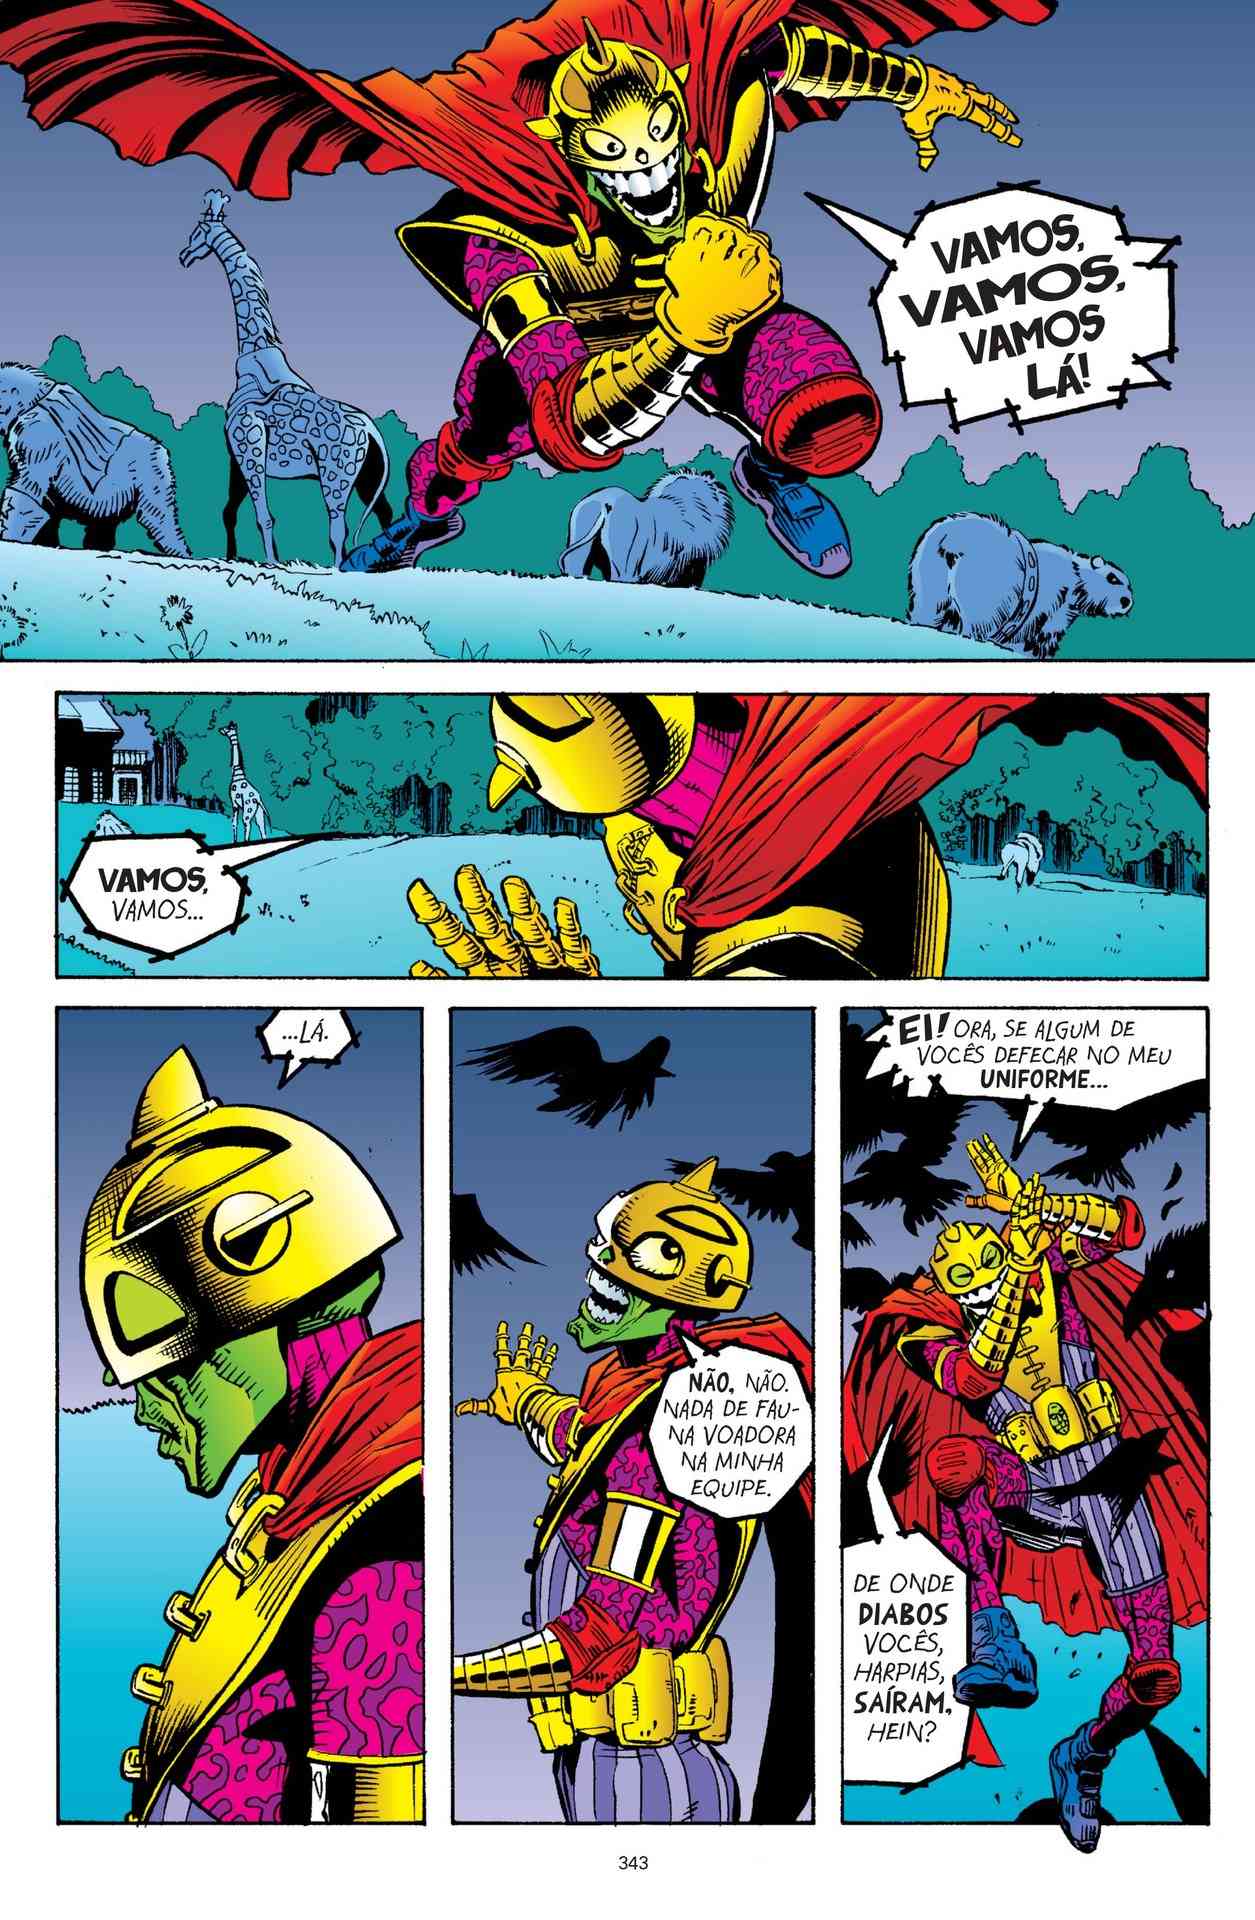 VAMOS,
VAMOS,
VAMOS
LÁ!
VAMOS,
VAMOS...
...LÁ.
NÃO, NÃO.
NADA DE FAU-
NA VOADORA
NA MINHA
EQUIPE.
EI! ORA, SE ALGUM DE
VOCÊS DEFECAR NO MEU
UNIFORME...
DE ONDE
DIABOS
VOCÊS,
HARPIAS,
SAÍRAM,
HEIN?
343